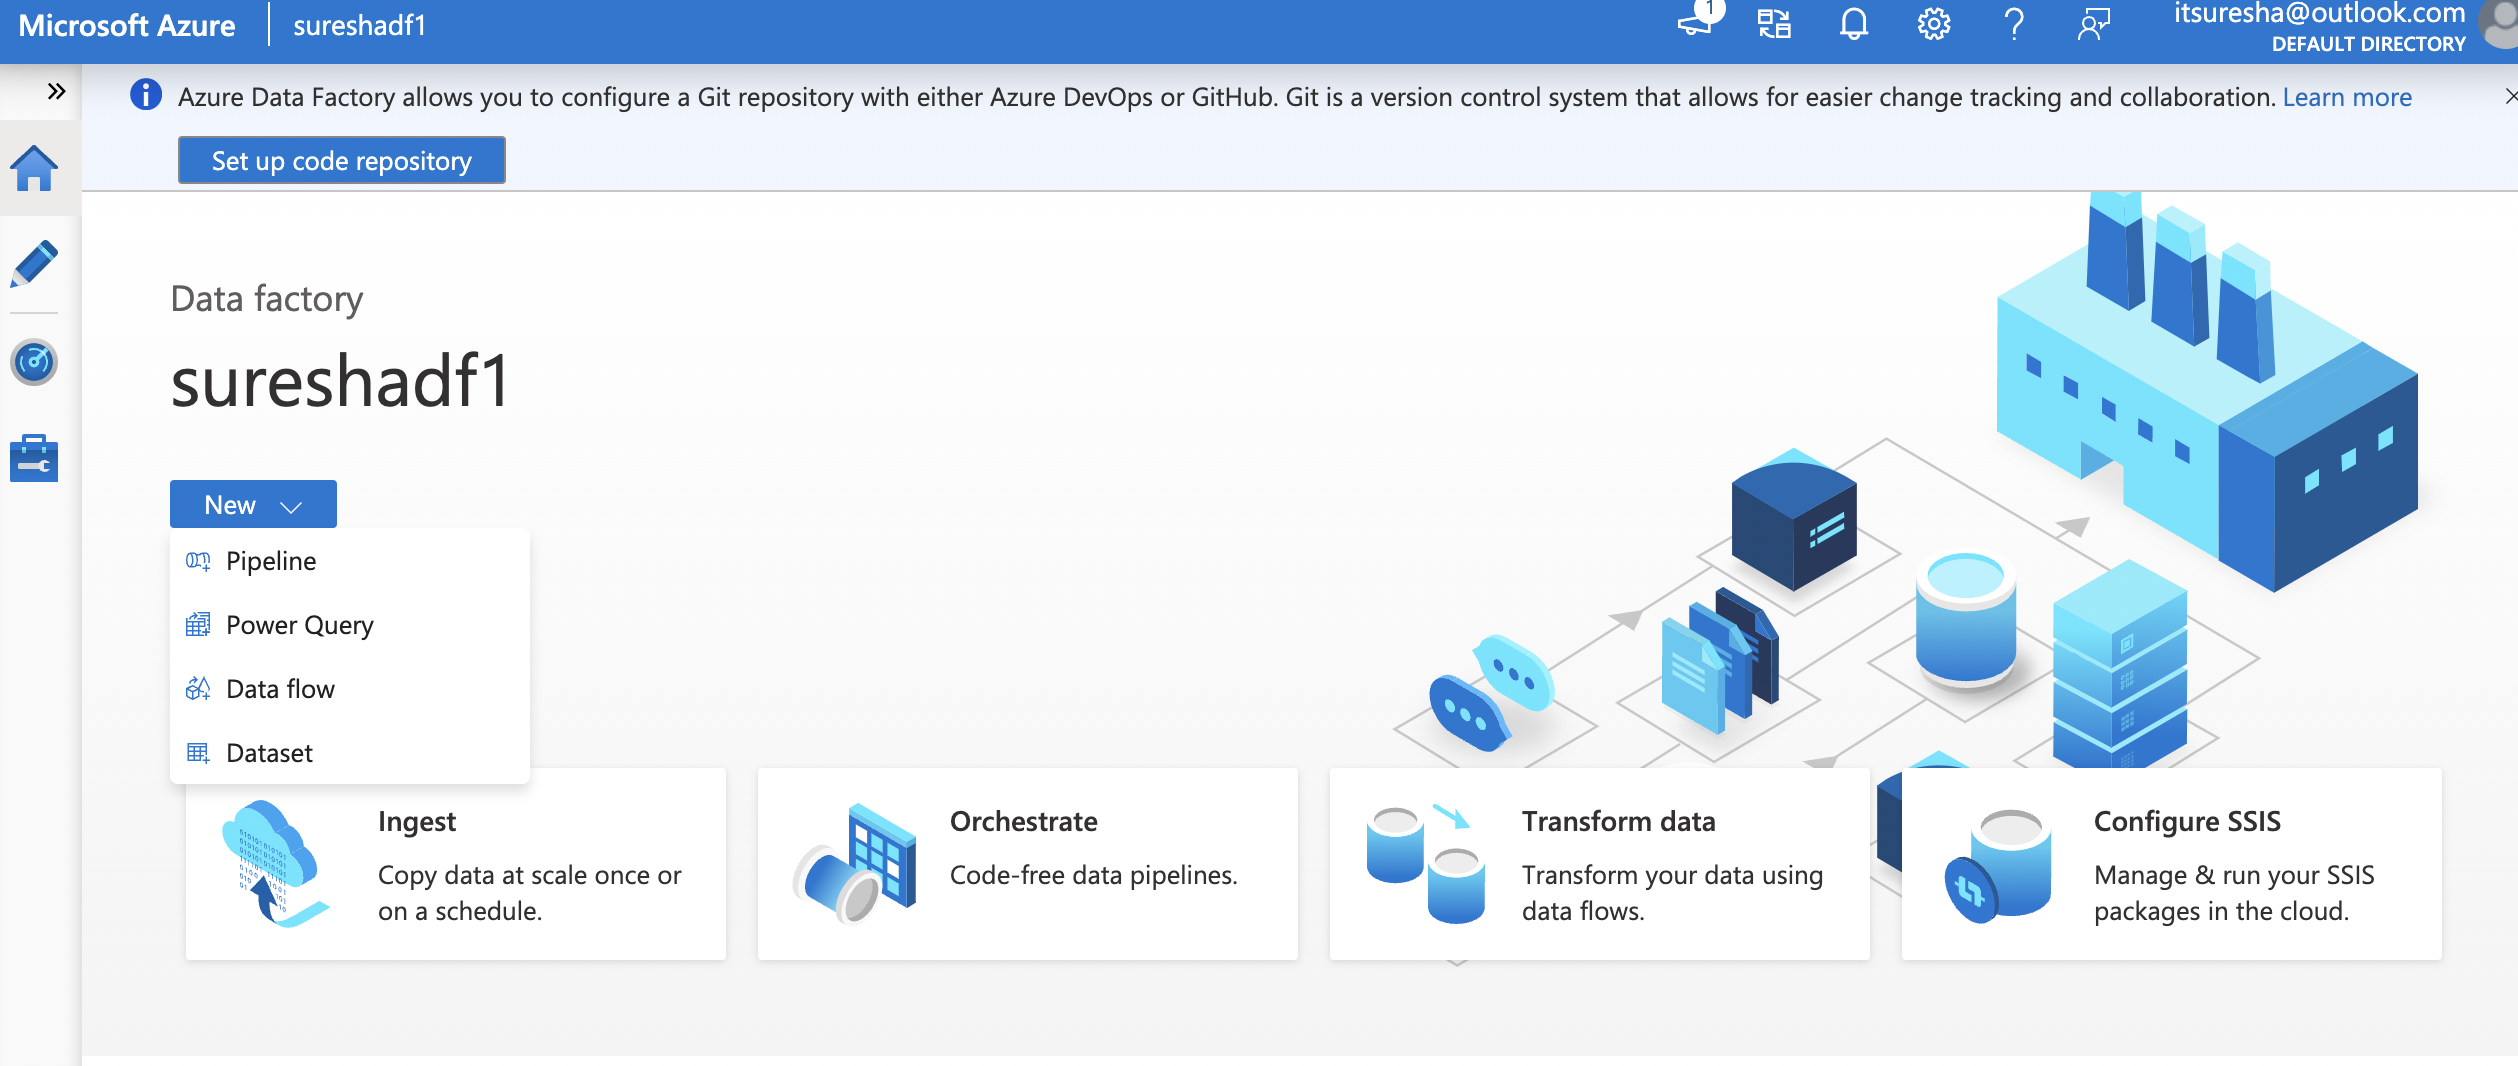 Microsoft Azure
sureshadf1
1
itsuresha@outlook.com
DEFAULT DIRECTORY
Azure Data Factory allows you to configure a Git repository with either Azure DevOps or GitHub. Git is a version control system that allows for easier change tracking and collaboration. Learn more
Set up code repository
Data factory
sureshadf1
New
Pipeline
Power Query
Data flow
Dataset
Ingest
Copy data at scale once or
on a schedule.
Orchestrate
Code-free data pipelines.
Transform data
Transform your data using
data flows.
Configure SSIS
Manage & run your SSIS
packages in the cloud.